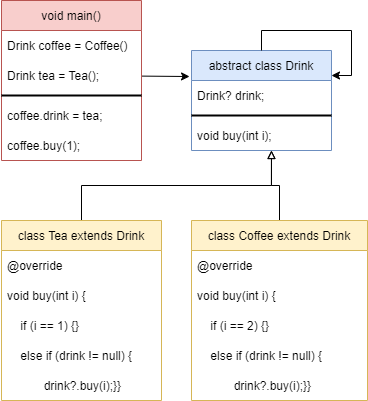 void main()
Drink coffee = Coffee()
Drink tea = Tea();
coffee.drink = tea;
coffee.buy(1);
abstract class Drink
Drink? drink;
void buy(int i);
class Tea extends Drink
@override
void buy(int i) {
if (i == 1) {}
else if (drink != null) {
drink?.buy(i);}}
class Coffee extends Drink
@override
void buy(int i) {
if (i == 2) {}
else if (drink != null) {
drink?.buy(i);}}